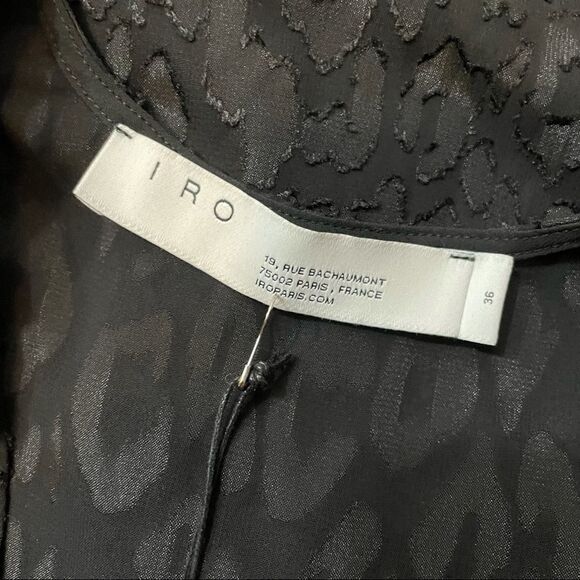 IRO
19, RUE BACHAUMONT
75002 PARIS, FRANCE
IROPARIS.COM
36